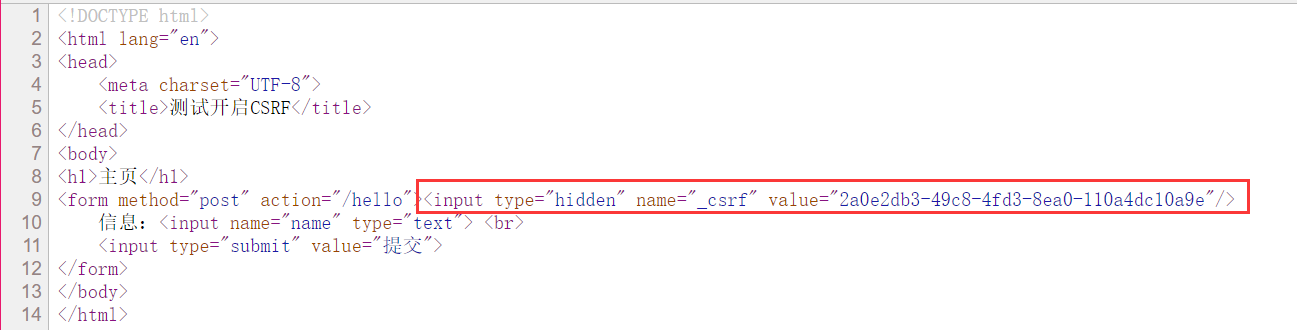 1 <!DOCTYPE html>
2 <html lang="en">
3 <head>
4 <meta charset="UTF-8">
5 <title>测试开启CSRF</title>
6 </head>
7 <body>
8 <h1>主页</h1>
9 <form method="post" action="/hello"><input type="hidden" name="_csrf" value="2a0e2db3-49c8-4fd3-8ea0-110a4dc10a9e"/>
10 信息：<input name="name" type="text"> <br>
11 <input type="submit" value="提交">
12 </form>
13 </body>
14 </html>